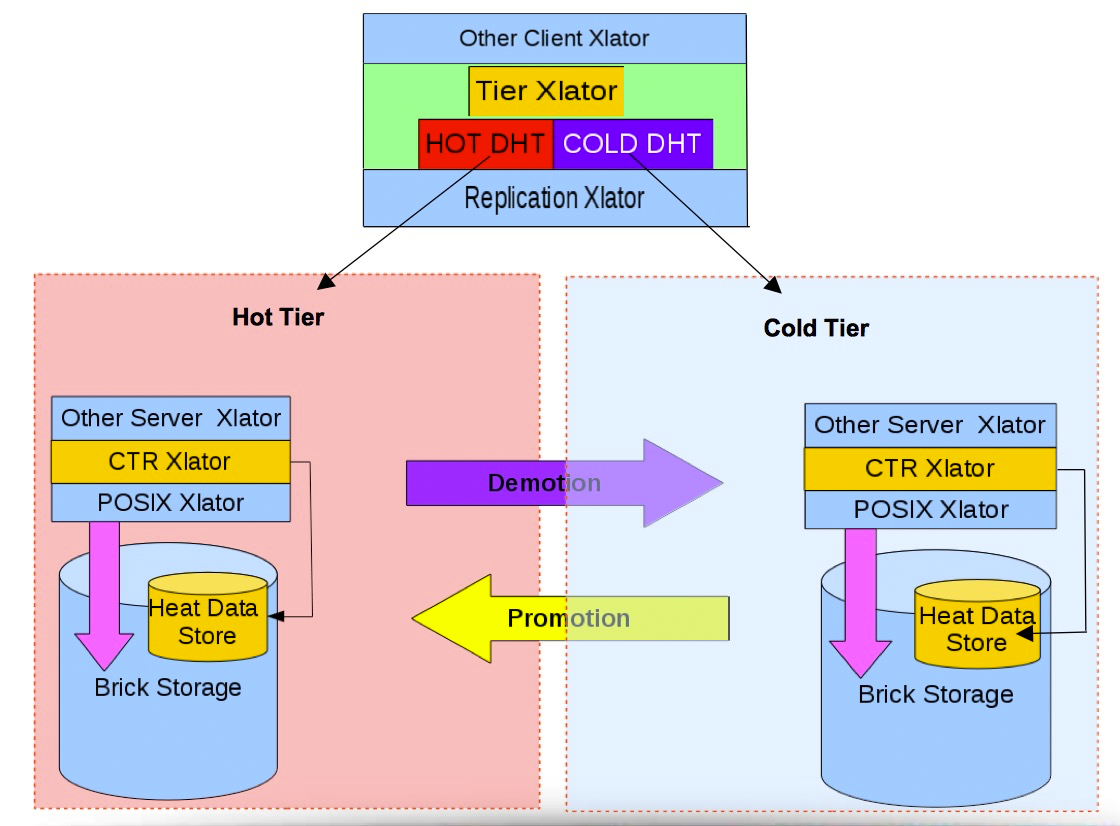 Other Client Xlator
Tier Xlator
HOT DHT
COLD DHT
Replication Xlator
Hot Tier
Cold Tier
Other Server Xlator
CTR Xlator
POSIX Xlator
Heat Data
Store
Brick Storage
Demotion
Promotion
Other Server Xlator
CTR Xlator
POSIX Xlator
Heat Data
Store
Brick Storage